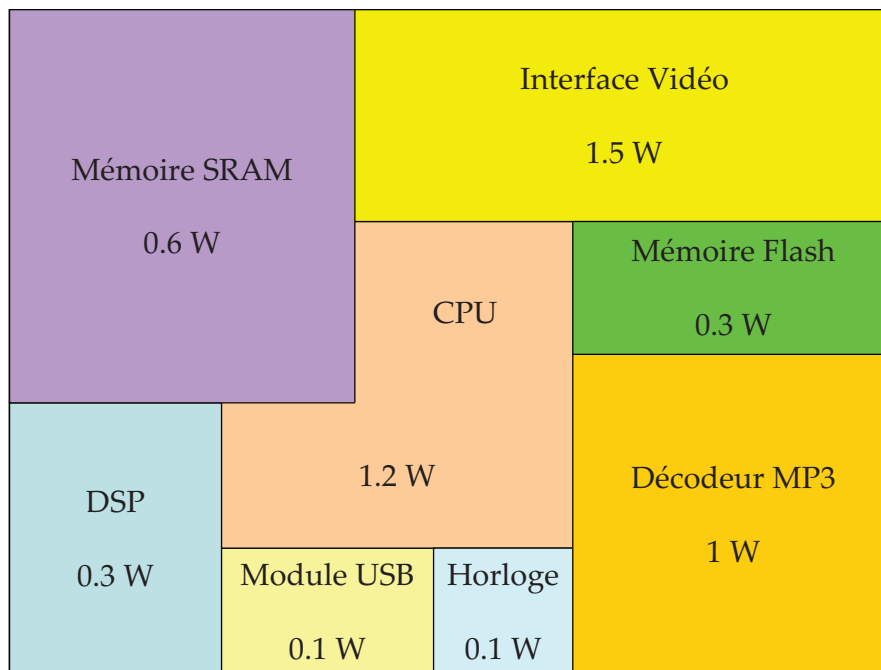 Interface Vidéo
1.5 W
Mémoire SRAM
0.6 W
Mémoire Flash
0.3 W
CPU
1.2 W
Décodeur MP3
1 W
DSP
0.3 W
Module USB
0.1 W
Horloge
0.1 W